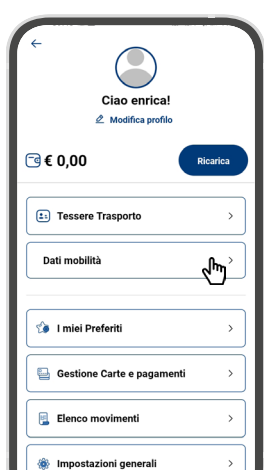 Ciao enrica!
Modifica profilo
€ 0,00
Ricarica
Tessere Trasporto
Dati mobilità
I miei Preferiti
Gestione Carte e pagamenti
Elenco movimenti
Impostazioni generali